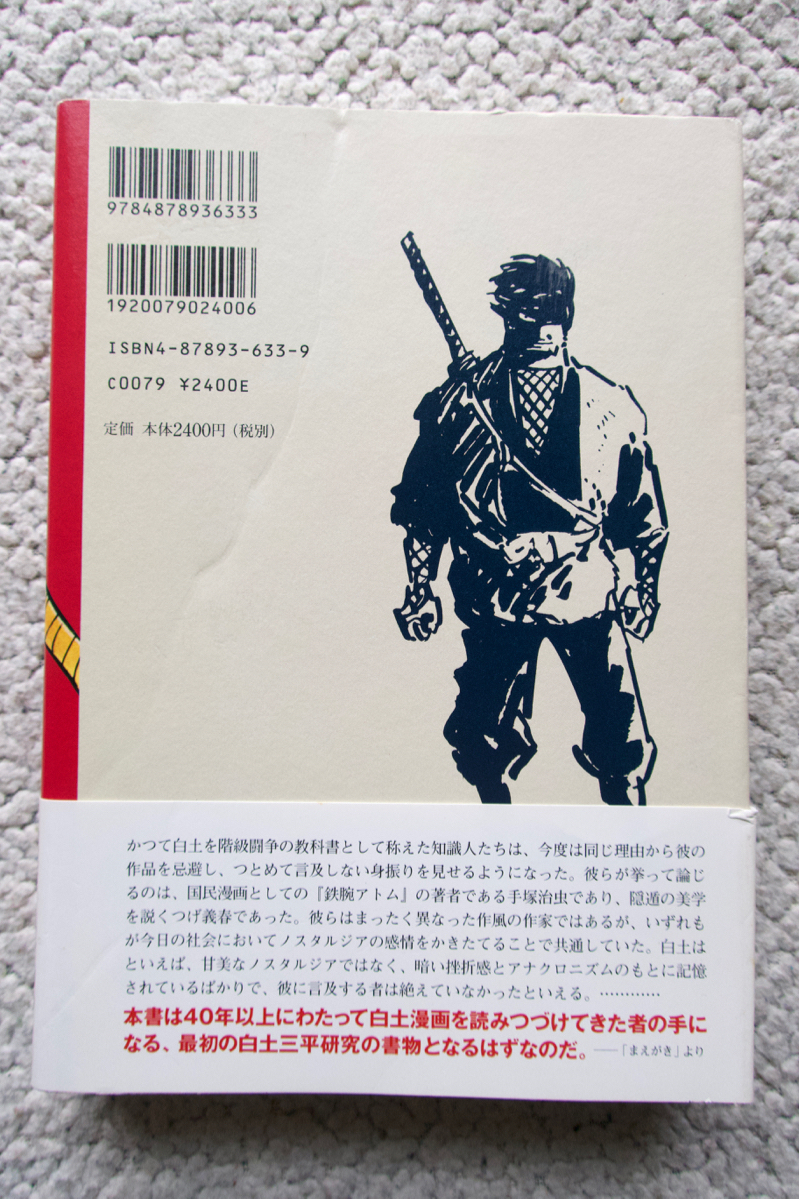 9784878936333
1920079024006
ISBN4-87893-633-9
C0079 ¥2400E
定価 本体2400円（税別）
かつて白土を階級闘争の教科書として称えた知識人たちは、今度は同じ理由から彼の
作品を忌避し、つとめて言及しない身振りを見せるようになった。彼らが挙って論じ
るのは、国民漫画としての『鉄腕アトム』の著者である手塚治虫であり、隠遁の美学
を説くつげ義春であった。彼らはまったく異なった作風の作家ではあるが、いずれも
が今日の社会においてノスタルジアの感情をかきたてることで共通していた。白土は
といえば、甘美なノスタルジアではなく、暗い挫折感とアナクロニズムのもとに記憶
されているばかりで、彼に言及する者は絶えていなかったといえる。…………
本書は40年以上にわたって白土漫画を読みつづけてきた者の手に
なる、最初の白土三平研究の書物となるはずなのだ。――「まえがき」より